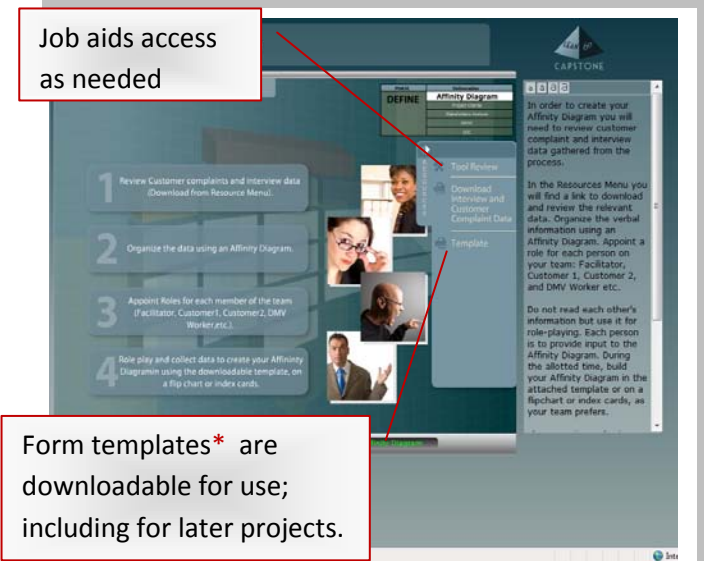 Job aids access
as needed
CAPSTONE
DEFINE
Affinity Diagram
a a a a
In order to create your
Affinity Diagram you will
need to review customer
complaint and interview
data gathered from the
process.
In the Resources Menu you
will find a link to download
and review the relevant
data. Organize the verbal
information using an
Affinity Diagram. Appoint a
role for each person on
your team: Facilitator,
Customer 1, Customer 2,
and DMV Worker etc.
Do not read each other's
information but use it for
role-playing. Each person
is to provide input to the
Affinity Diagram. During
the allotted time, build
your Affinity Diagram in the
attached template or on a
flipchart or index cards, as
your team prefers.
Tool Review
Download
Interview and
Customer
Complaint Data
Template
1 Review Customer complaints and interview data
(Download from Resource Menu).
2 Organize the data using an Affinity Diagram.
3 Appoint Roles for each member of the team
(Facilitator, Customer1, Customer2, DMV
Worker,etc.).
4 Role play and collect data to create your Affininty
Diagramin using the downloadable template, on
a flip chart or index cards.
Form templates* are
downloadable for use;
including for later projects.
Diagram